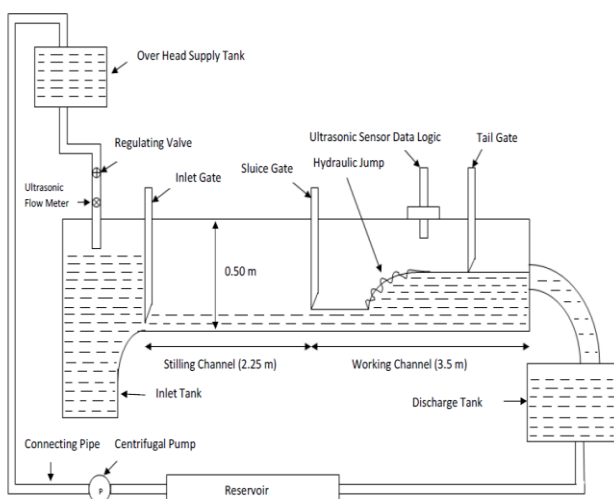 Over Head Supply Tank
Regulating Valve
Ultrasonic
Flow Meter
Inlet Gate
Sluice Gate
Ultrasonic Sensor Data Logic
Hydraulic Jump
Tail Gate
0.50 m
Stilling Channel (2.25 m)
Working Channel (3.5 m)
Inlet Tank
Discharge Tank
Connecting Pipe
Centrifugal Pump
P
Reservoir